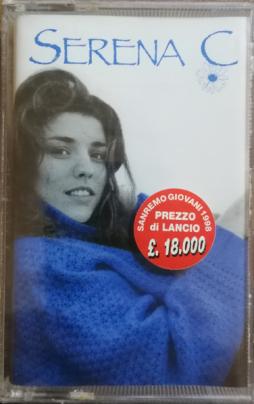 SERENA C
SANREMO GIOVANI 1998
PREZZO
di LANCIO
£. 18.000